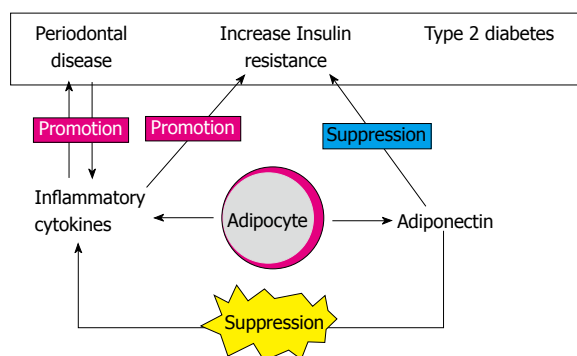 Periodontal
disease
Increase Insulin
resistance
Type 2 diabetes
Promotion
Promotion
Suppression
Inflammatory
cytokines
Adipocyte
Adiponectin
Suppression